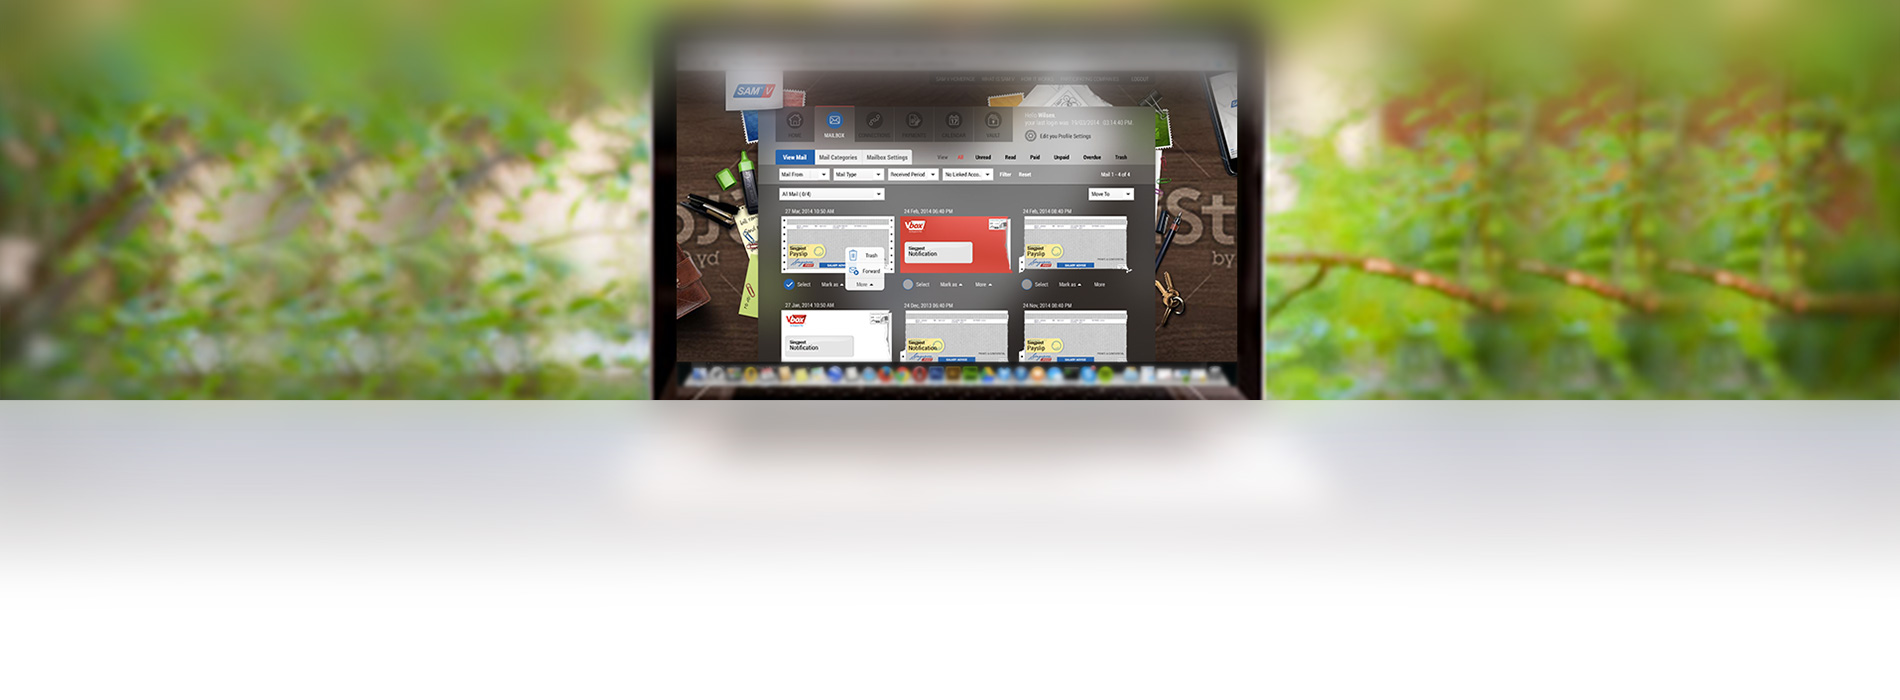 SAM V
LOGOUT
HOME
MAILBOX
CONNECTIONS
PAYMENTS
CALENDAR
VAULT
Hello Wilson,
your last login was 19/03/2014 02:14:40 PM
Edit you Profile Settings
View Mail Mail Categories Mailbox Settings
View All Unread Read Paid Unpaid Overdue Trash
Mail From Mail Type Received Period No Linked Accou.. Filter Reset Mail 1 - 4 of 4
All Mail ( 0/4) Move To
27 Mar, 2014 10:50 AM 24 Feb, 2014 06:40 PM 24 Feb, 2014 08:40 PM
Singpost
Payslip
Trash
Forward
Vbox
Singpost
Notification
Singpost
Payslip
Select Mark as More
Select Mark as More
Select Mark as More
27 Jan, 2014 10:50 AM 24 Dec, 2013 06:40 PM 24 Nov, 2014 08:40 PM
Vbox
Singpost
Notification
Singpost
Notification
Singpost
Payslip
St
by